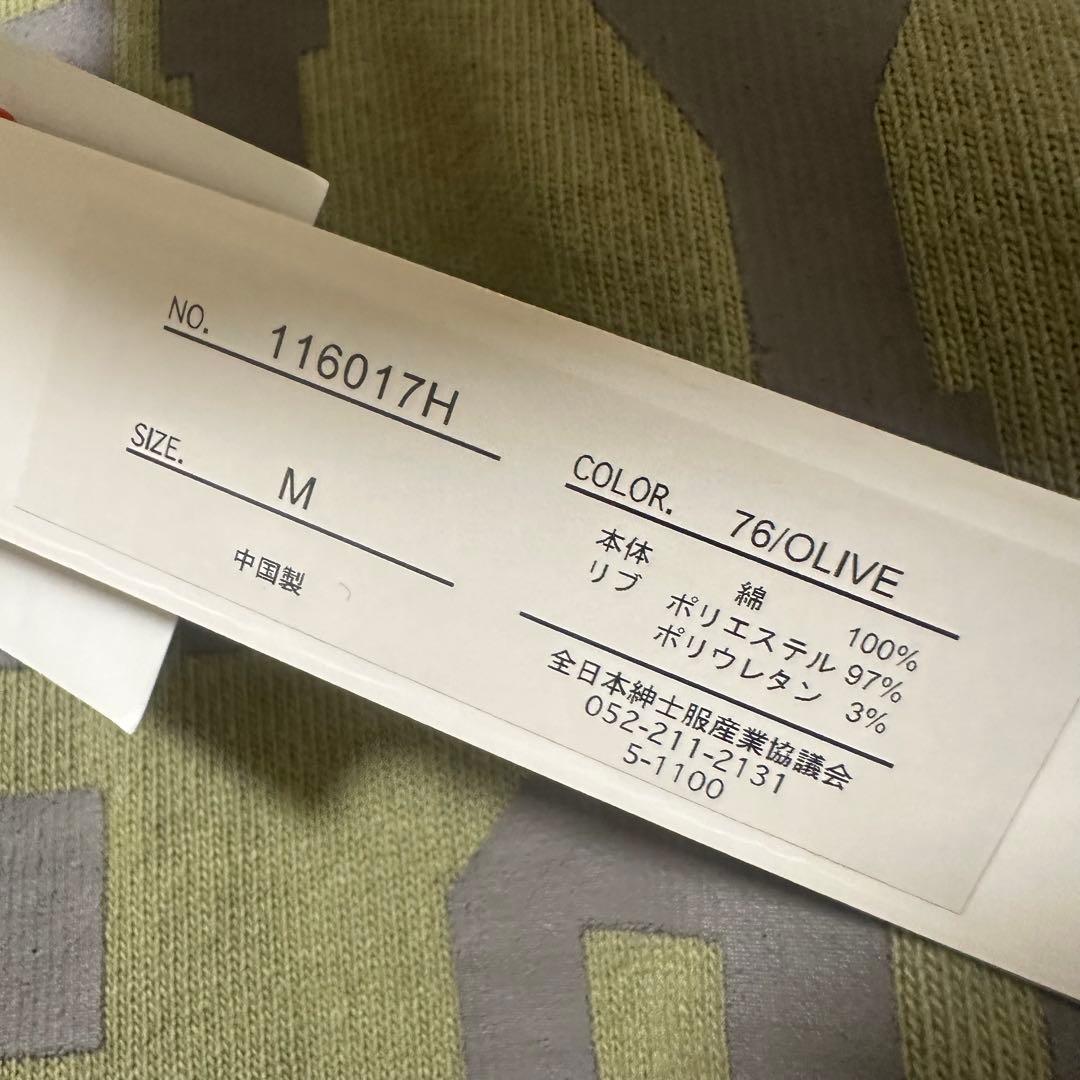 NO. 116017H
SIZE. M
中国製
COLOR. 76/OLIVE
本体 綿 100%
リブ ポリエステル 97%
ポリウレタン 3%
全日本紳士服産業協議会
052-211-2131
5-1100